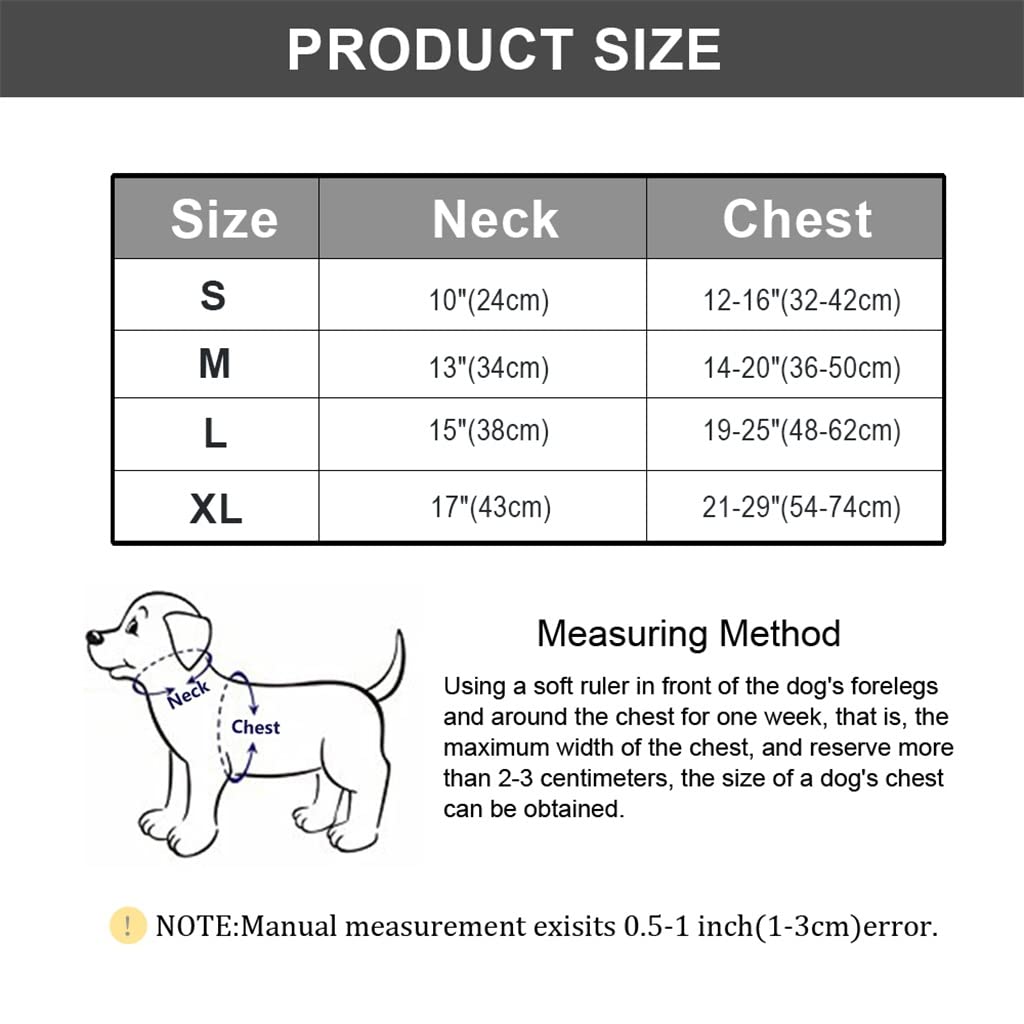 PRODUCT SIZE
Size Neck Chest
S 10"(24cm) 12-16"(32-42cm)
M 13"(34cm) 14-20"(36-50cm)
L 15"(38cm) 19-25"(48-62cm)
XL 17"(43cm) 21-29"(54-74cm)
Neck
Chest
Measuring Method
Using a soft ruler in front of the dog's forelegs
and around the chest for one week, that is, the
maximum width of the chest, and reserve more
than 2-3 centimeters, the size of a dog's chest
can be obtained.
! NOTE:Manual measurement exisits 0.5-1 inch(1-3cm)error.